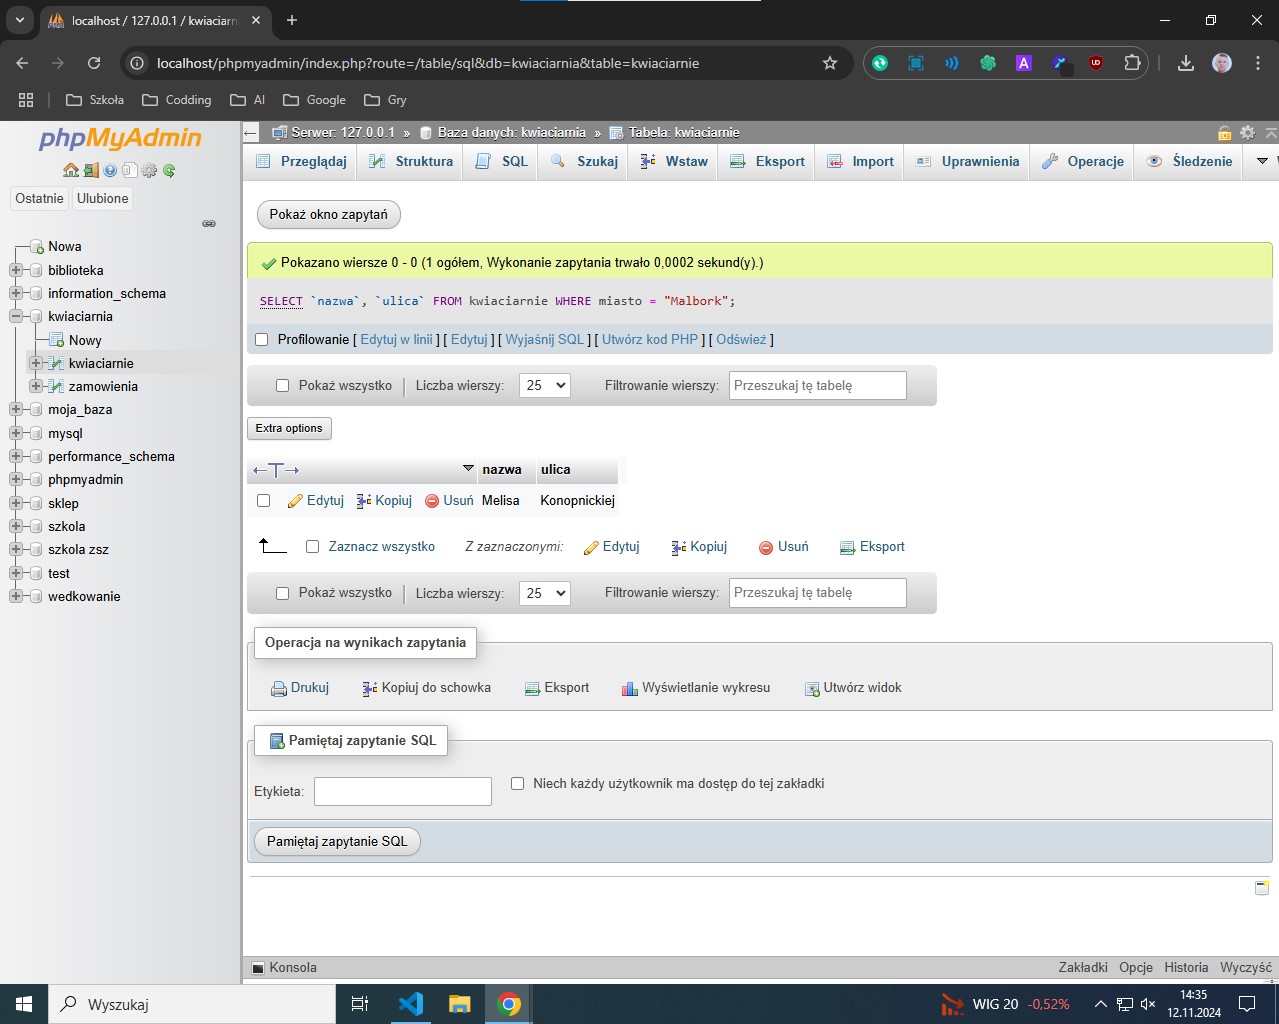 localhost / 127.0.0.1 / kwiaciarni
localhost/phpmyadmin/index.php?route=/table/sql&db=kwiaciarnia&table=kwiaciarnie
Szkoła Codding AI Google Gry
phpMyAdmin
Ostatnie Ulubione
Nowa
biblioteka
information_schema
kwiaciarnia
Nowy
kwiaciarnie
zamowienia
moja_baza
mysql
performance_schema
phpmyadmin
sklep
szkola
szkola zsz
test
wedkowanie
Serwer: 127.0.0.1 » Baza danych: kwiaciarnia » Tabela: kwiaciarnie
Przeglądaj Struktura SQL Szukaj Wstaw Eksport Import Uprawnienia Operacje Śledzenie
Pokaż okno zapytań
Pokazano wiersze 0 - 0 (1 ogółem, Wykonanie zapytania trwało 0,0002 sekund(y).)
SELECT `nazwa`, `ulica` FROM kwiaciarnie WHERE miasto = "Malbork";
Profilowanie [ Edytuj w linii ] [ Edytuj ] [ Wyjaśnij SQL ] [ Utwórz kod PHP ] [ Odśwież ]
Pokaż wszystko | Liczba wierszy: 25 Filtrowanie wierszy: Przeszukaj tę tabelę
Extra options
←T→ nazwa ulica
Edytuj Kopiuj Usuń Melisa Konopnickiej
Zaznacz wszystko Z zaznaczonymi: Edytuj Kopiuj Usuń Eksport
Pokaż wszystko | Liczba wierszy: 25 Filtrowanie wierszy: Przeszukaj tę tabelę
Operacja na wynikach zapytania
Drukuj Kopiuj do schowka Eksport Wyświetlanie wykresu Utwórz widok
Pamiętaj zapytanie SQL
Etykieta: Niech każdy użytkownik ma dostęp do tej zakładki
Pamiętaj zapytanie SQL
Konsola Zakładki Opcje Historia Wyczyść
Wyszukaj WIG 20 -0,52% 14:35
12.11.2024